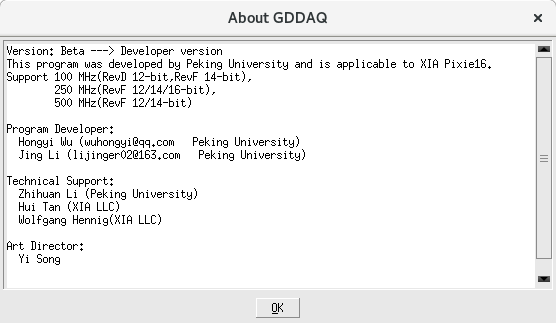 About GDDAQ
Version: Beta ---> Developer version
This program was developed by Peking University and is applicable to XIA Pixie16.
Support 100 MHz(RevD 12-bit,RevF 14-bit),
250 MHz(RevF 12/14/16-bit),
500 MHz(RevF 12/14-bit)
Program Developer:
Hongyi Wu (wuhongyi@qq.com   Peking University)
Jing Li (lijinger02@163.com   Peking University)
Technical Support:
Zhihuan Li (Peking University)
Hui Tan (XIA LLC)
Wolfgang Hennig(XIA LLC)
Art Director:
Yi Song
OK